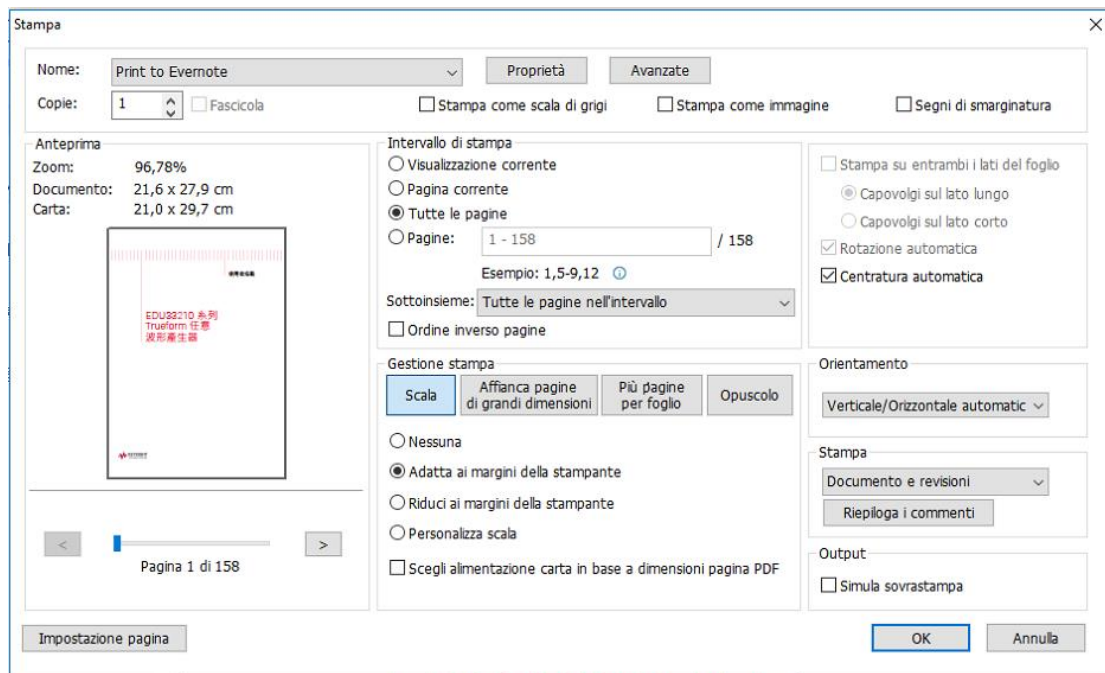 Stampa
Nome: Print to Evernote Proprietà Avanzate
Copie: 1 Fascicola Stampa come scala di grigi Stampa come immagine Segni di smarginatura
Anteprima
Zoom: 96,78%
Documento: 21,6 x 27,9 cm
Carta: 21,0 x 29,7 cm
EDU33210 系列
Trueform 任意
波形產生器
< >
Pagina 1 di 158
Intervallo di stampa
Visualizzazione corrente
Pagina corrente
Tutte le pagine
Pagine: 1 - 158 / 158
Esempio: 1,5-9,12
Sottoinsieme: Tutte le pagine nell'intervallo
Ordine inverso pagine
Gestione stampa
Scala
Affianca pagine
di grandi dimensioni
Più pagine
per foglio
Opuscolo
Nessuna
Adatta ai margini della stampante
Riduci ai margini della stampante
Personalizza scala
Scegli alimentazione carta in base a dimensioni pagina PDF
Stampa su entrambi i lati del foglio
Capovolgi sul lato lungo
Capovolgi sul lato corto
Rotazione automatica
Centratura automatica
Orientamento
Verticale/Orizzontale automatic
Stampa
Documento e revisioni
Riepiloga i commenti
Output
Simula sovrastampa
Impostazione pagina OK Annulla